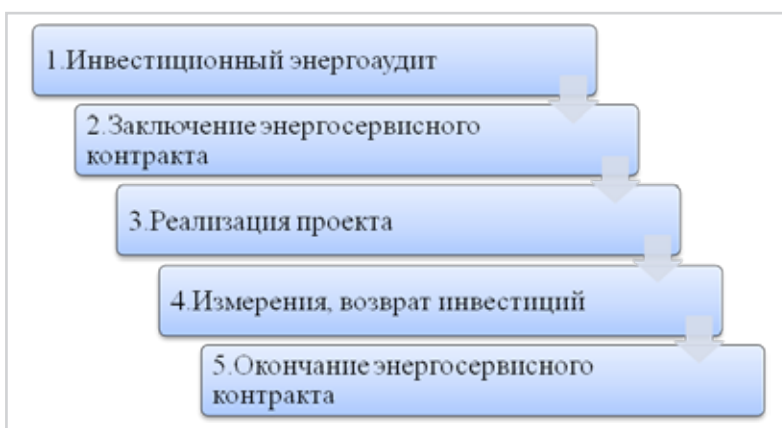 1.Инвестиционный энергоаудит
2.Заключение энергосервисного
контракта
3.Реализация проекта
4.Измерения, возврат инвестиций
5.Окончание энергосервисного
контракта